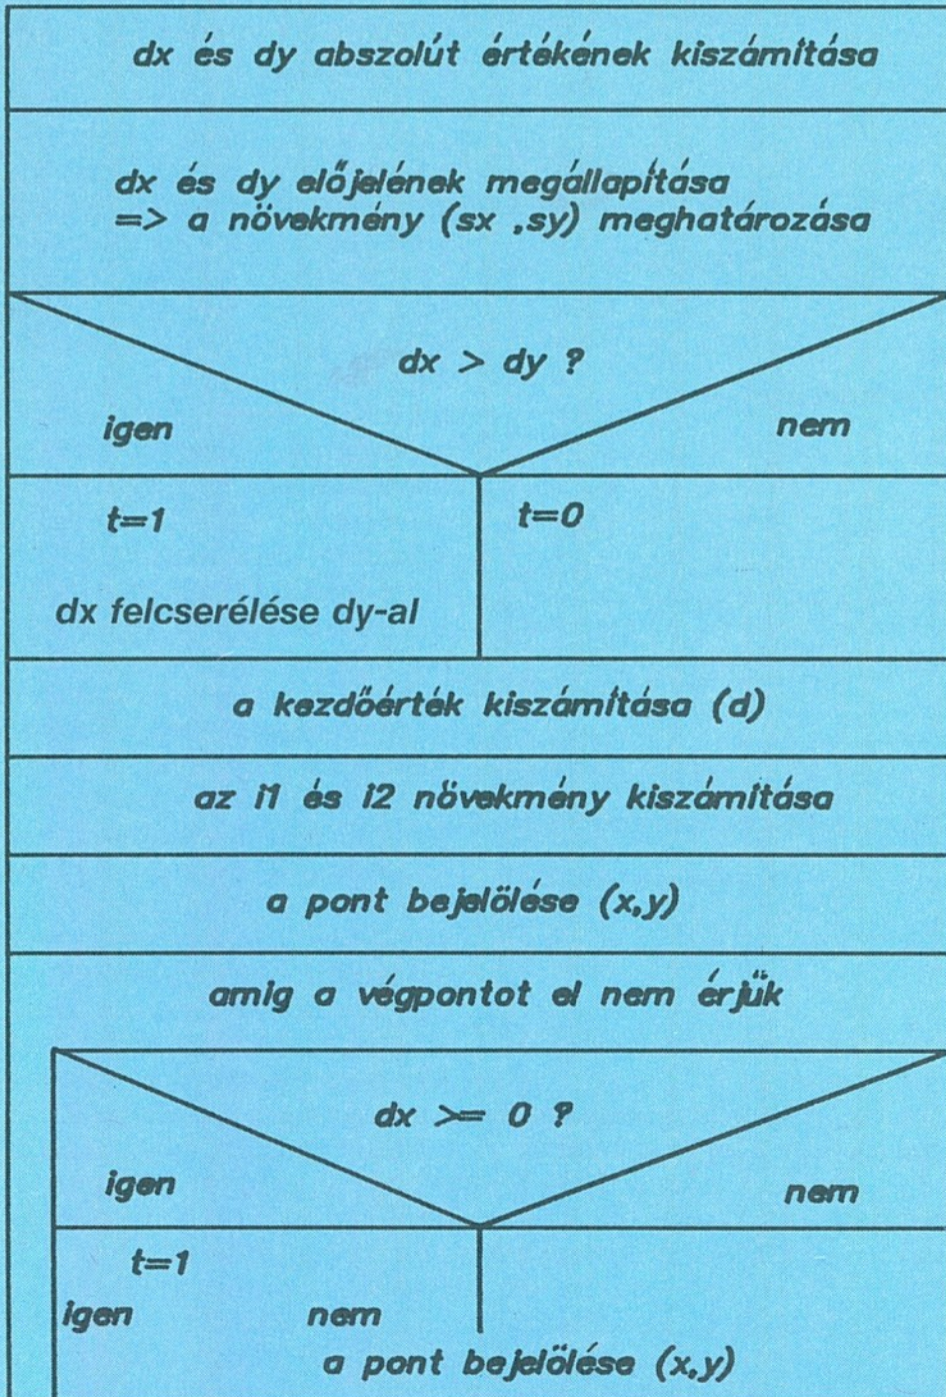 dx és dy abszolút értékének kiszámítása
dx és dy előjelének megállapítása
=> a növekmény (sx ,sy) meghatározása
dx > dy ?
igen
nem
t=1
t=0
dx felcserélése dy-al
a kezdőérték kiszámítása (d)
az i1 és i2 növekmény kiszámítása
a pont bejelölése (x,y)
amig a végpontot el nem érjük
dx >= 0 ?
igen
nem
t=1
igen nem
a pont bejelölése (x,y)